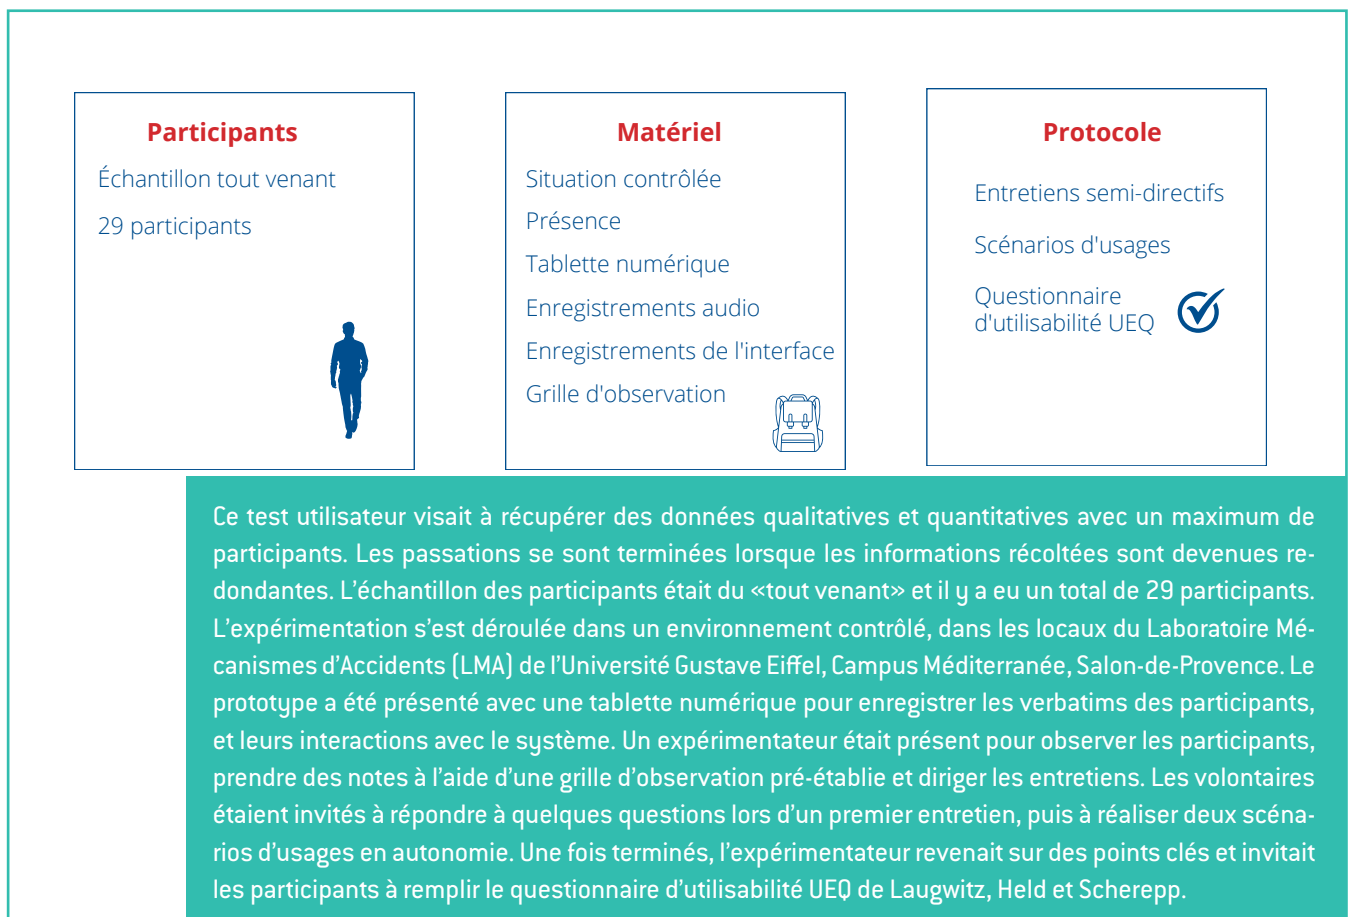 Participants
Échantillon tout venant
29 participants
Matériel
Situation contrôlée
Présence
Tablette numérique
Enregistrements audio
Enregistrements de l'interface
Grille d'observation
Protocole
Entretiens semi-directifs
Scénarios d'usages
Questionnaire
d'utilisabilité UEQ
Ce test utilisateur visait à récupérer des données qualitatives et quantitatives avec un maximum de
participants. Les passations se sont terminées lorsque les informations récoltées sont devenues re-
dondantes. L’échantillon des participants était du «tout venant» et il y a eu un total de 29 participants.
L’expérimentation s’est déroulée dans un environnement contrôlé, dans les locaux du Laboratoire Mé-
canismes d’Accidents (LMA) de l’Université Gustave Eiffel, Campus Méditerranée, Salon-de-Provence. Le
prototype a été présenté avec une tablette numérique pour enregistrer les verbatims des participants,
et leurs interactions avec le système. Un expérimentateur était présent pour observer les participants,
prendre des notes à l’aide d’une grille d’observation pré-établie et diriger les entretiens. Les volontaires
étaient invités à répondre à quelques questions lors d’un premier entretien, puis à réaliser deux scéna-
rios d’usages en autonomie. Une fois terminés, l’expérimentateur revenait sur des points clés et invitait
les participants à remplir le questionnaire d’utilisabilité UEQ de Laugwitz, Held et Scherepp.